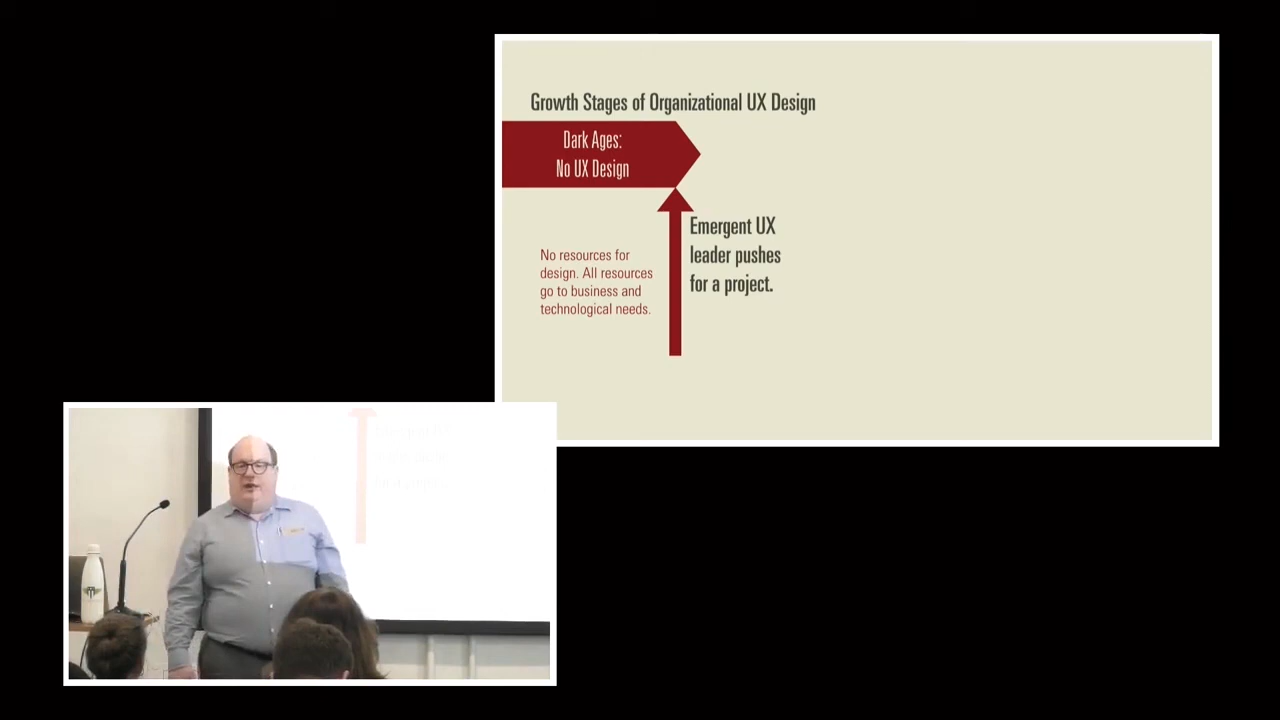 Growth Stages of Organizational UX Design
Dark Ages:
No UX Design
Emergent UX
leader pushes
for a project.
No resources for
design. All resources
go to business and
technological needs.